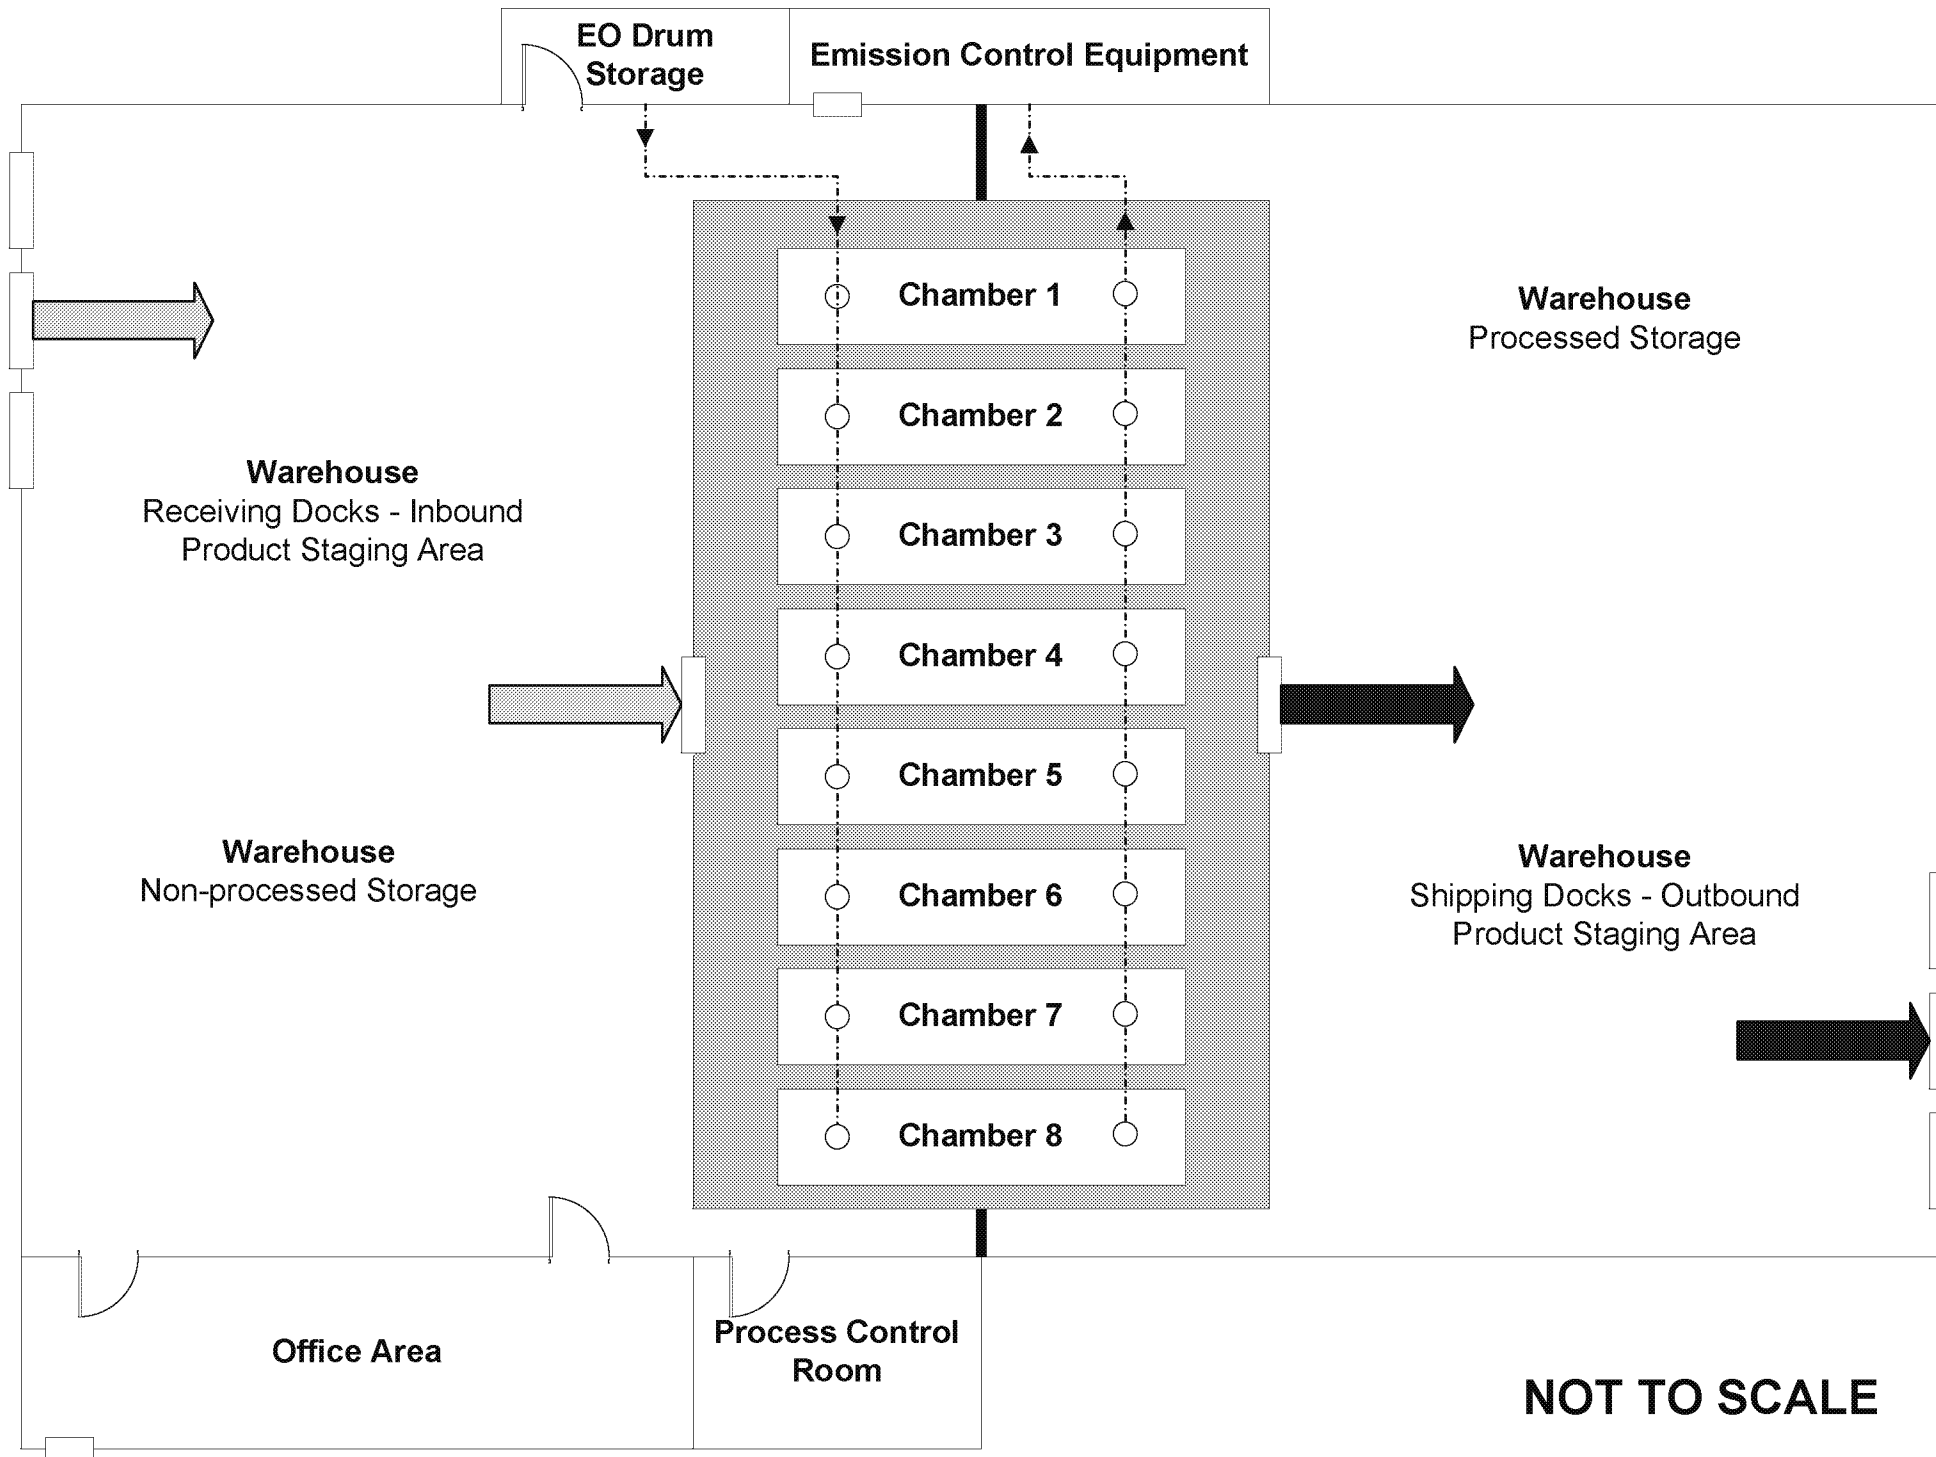 EO Drum
Storage
Emission Control Equipment
Chamber 1
Warehouse
Processed Storage
Chamber 2
Warehouse
Receiving Docks - Inbound
Product Staging Area
Chamber 3
Chamber 4
Chamber 5
Warehouse
Non-processed Storage
Chamber 6
Warehouse
Shipping Docks - Outbound
Product Staging Area
Chamber 7
Chamber 8
Office Area
Process Control
Room
NOT TO SCALE